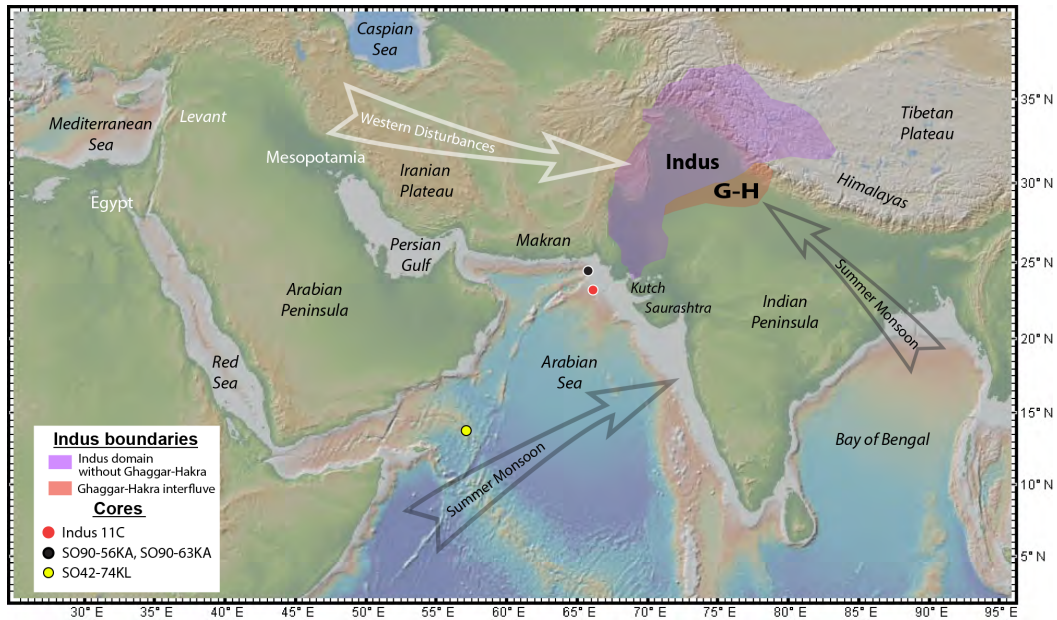 Caspian
Sea
Mediterranean
Sea
Levant
Western Disturbances
Mesopotamia
Iranian
Plateau
Indus
G-H
Tibetan
Plateau
Himalayas
Egypt
Persian
Gulf
Makran
Arabian
Peninsula
Kutch
Saurashtra
Indian
Peninsula
Summer Monsoon
Red
Sea
Arabian
Sea
Summer Monsoon
Bay of Bengal
Indus boundaries
Indus domain
without Ghaggar-Hakra
Ghaggar-Hakra interfluve
Cores
Indus 11C
SO90-56KA, SO90-63KA
SO42-74KL
35° N
30° N
25° N
20° N
15° N
10° N
5° N
30° E 35° E 40° E 45° E 50° E 55° E 60° E 65° E 70° E 75° E 80° E 85° E 90° E 95° E